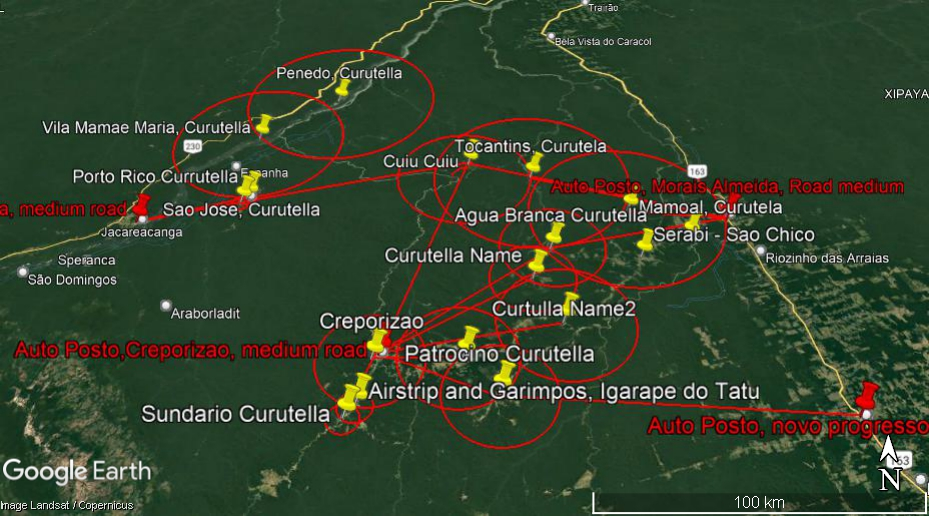 Trairão
Bela Vista do Caracol
Penedo, Curutella
XIPAYA
Vila Mamae Maria, Curutella
230
Tocantins, Curutela
Cuiu Cuiu
163
Porto Rico Currutella
Auto Posto, Morais Almeida, Road medium
a, medium road
Sao Jose, Curutella
Mamoal, Curutela
Agua Branca Curutella
Jacareacanga
Serabi - Sao Chico
Curutella Name
Riozinho das Arraias
Speranca
São Domingos
Araborladit
Curtulla Name2
Creporizao
Auto Posto,Creporizao, medium road
Patrocino Curutella
Airstrip and Garimpos, Igarape do Tatu
Sundario Curutella
Auto Posto, novo progresso
163
N
Google Earth
100 km
Image Landsat / Copernicus